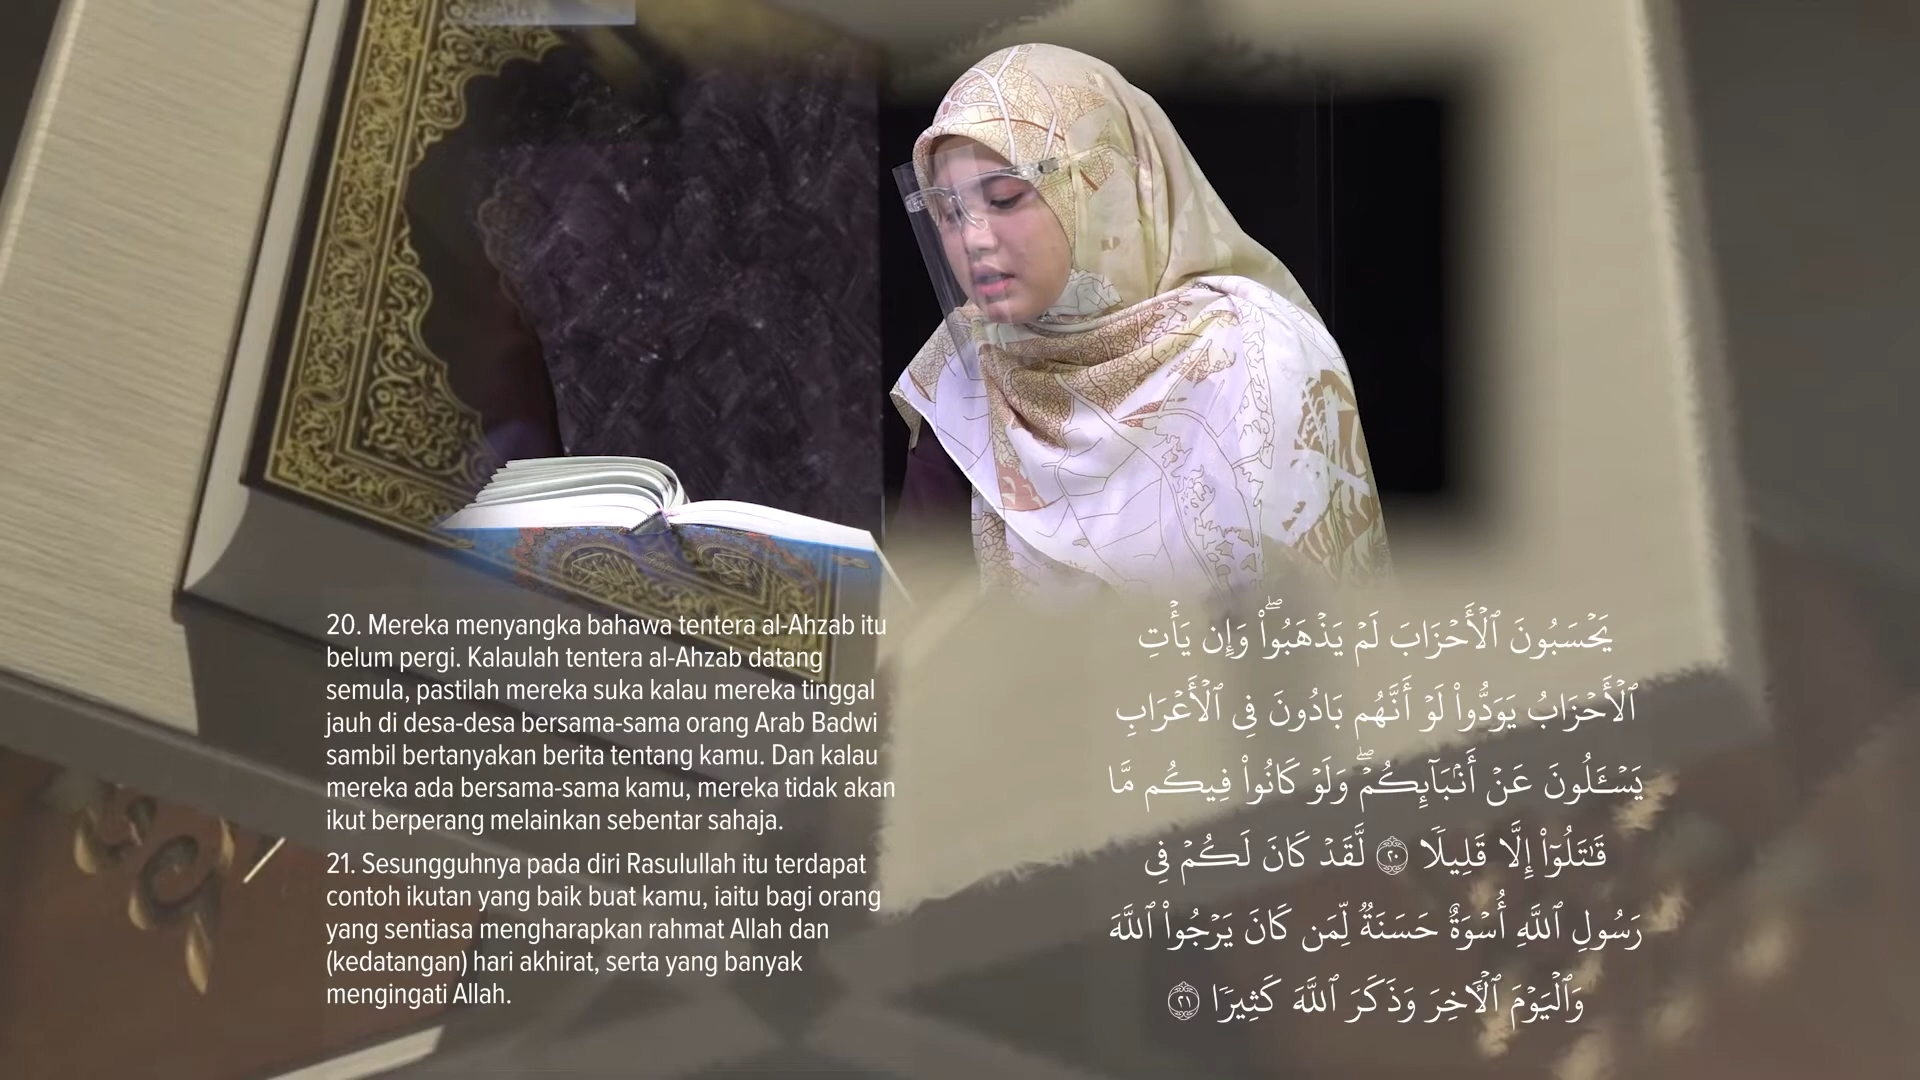 20. Mereka menyangka bahawa tentera al-Ahzab itu
belum pergi. Kalaulah tentera al-Ahzab datang
semula, pastilah mereka suka kalau mereka tinggal
jauh di desa-desa bersama-sama orang Arab Badwi
sambil bertanyakan berita tentang kamu. Dan kalau
mereka ada bersama-sama kamu, mereka tidak akan
ikut berperang melainkan sebentar sahaja.
21. Sesungguhnya pada diri Rasulullah itu terdapat
contoh ikutan yang baik buat kamu, iaitu bagi orang
yang sentiasa mengharapkan rahmat Allah dan
(kedatangan) hari akhirat, serta yang banyak
mengingati Allah.
يَحْسَبُونَ ٱلْأَحْزَابَ لَمْ يَذْهَبُوا۟ ۖ وَإِن يَأْتِ
ٱلْأَحْزَابُ يَوَدُّوا۟ لَوْ أَنَّهُم بَادُونَ فِى ٱلْأَعْرَابِ
يَسْـَٔلُونَ عَنْ أَنۢبَآئِكُمْ ۖ وَلَوْ كَانُوا۟ فِيكُم مَّا
قَـٰتَلُوٓا۟ إِلَّا قَلِيلًا ٢٠ لَّقَدْ كَانَ لَكُمْ فِى
رَسُولِ ٱللَّهِ أُسْوَةٌ حَسَنَةٌ لِّمَن كَانَ يَرْجُوا۟ ٱللَّهَ
وَٱلْيَوْمَ ٱلْـَٔاخِرَ وَذَكَرَ ٱللَّهَ كَثِيرًا ٢١